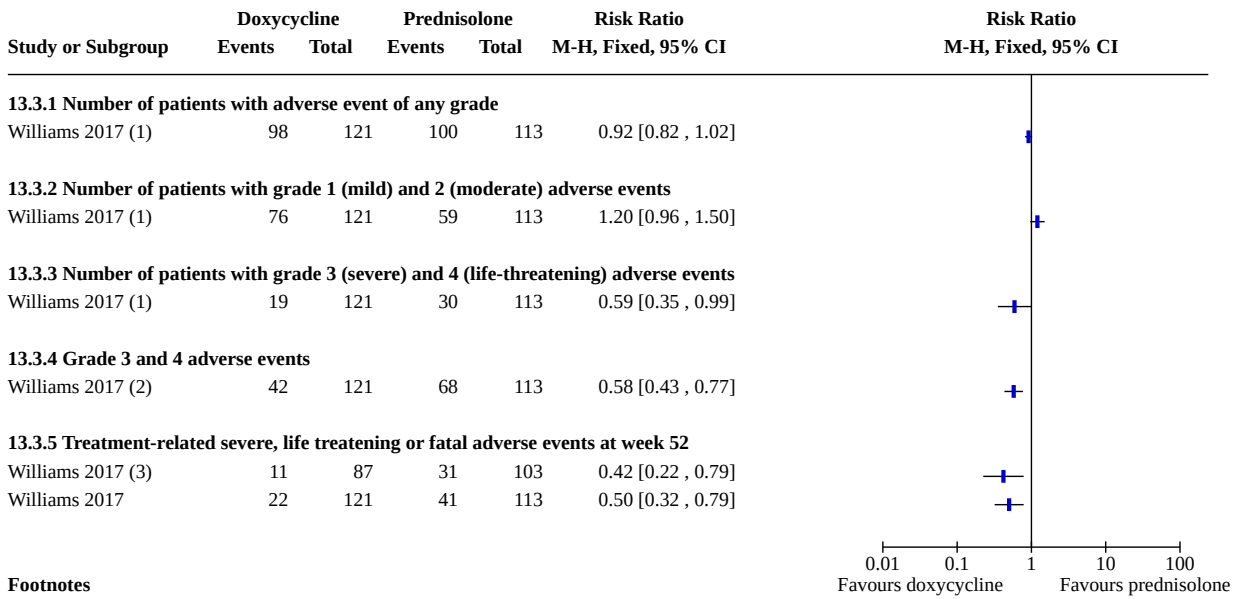 Doxycycline Prednisolone Risk Ratio Risk Ratio
Study or Subgroup Events Total Events Total M-H, Fixed, 95% CI M-H, Fixed, 95% CI
13.3.1 Number of patients with adverse event of any grade
Williams 2017 (1) 98 121 100 113 0.92 [0.82 , 1.02]
13.3.2 Number of patients with grade 1 (mild) and 2 (moderate) adverse events
Williams 2017 (1) 76 121 59 113 1.20 [0.96 , 1.50]
13.3.3 Number of patients with grade 3 (severe) and 4 (life-threatening) adverse events
Williams 2017 (1) 19 121 30 113 0.59 [0.35 , 0.99]
13.3.4 Grade 3 and 4 adverse events
Williams 2017 (2) 42 121 68 113 0.58 [0.43 , 0.77]
13.3.5 Treatment-related severe, life treatening or fatal adverse events at week 52
Williams 2017 (3) 11 87 31 103 0.42 [0.22 , 0.79]
Williams 2017 22 121 41 113 0.50 [0.32 , 0.79]
0.01 0.1 1 10 100
Footnotes Favours doxycycline Favours prednisolone